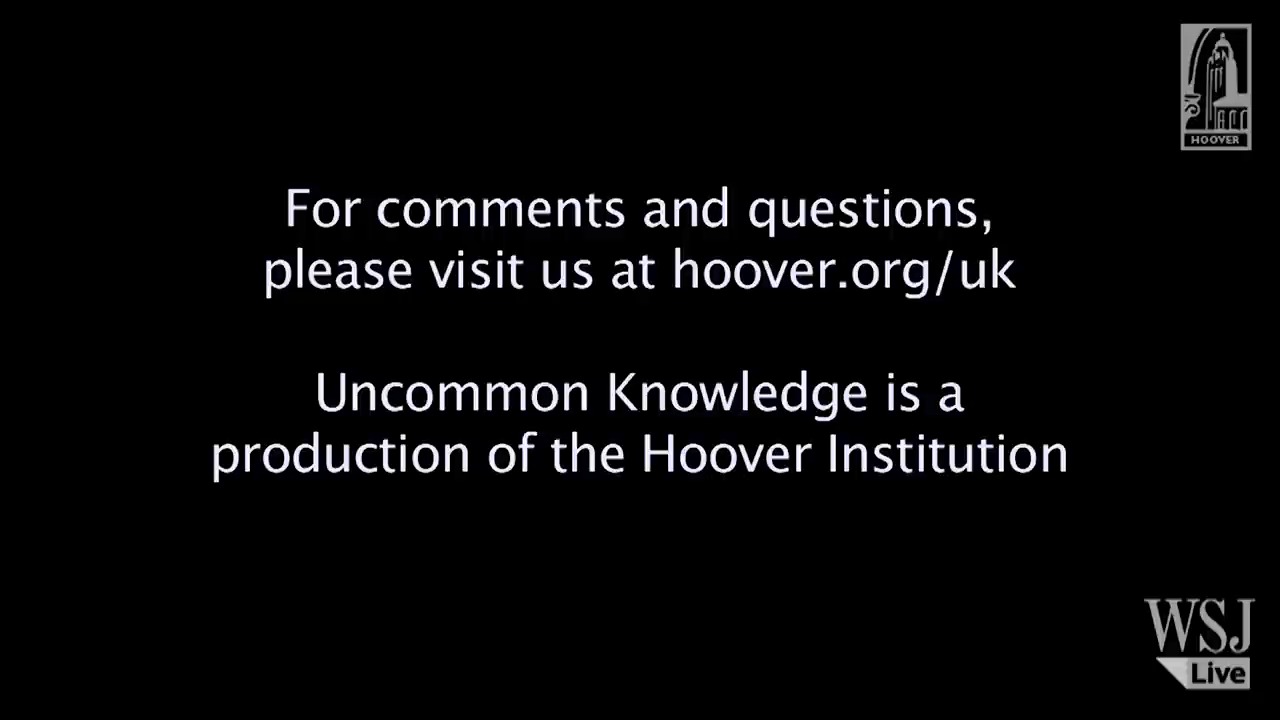 HOOVER
For comments and questions,
please visit us at hoover.org/uk
Uncommon Knowledge is a
production of the Hoover Institution
WSJ
Live